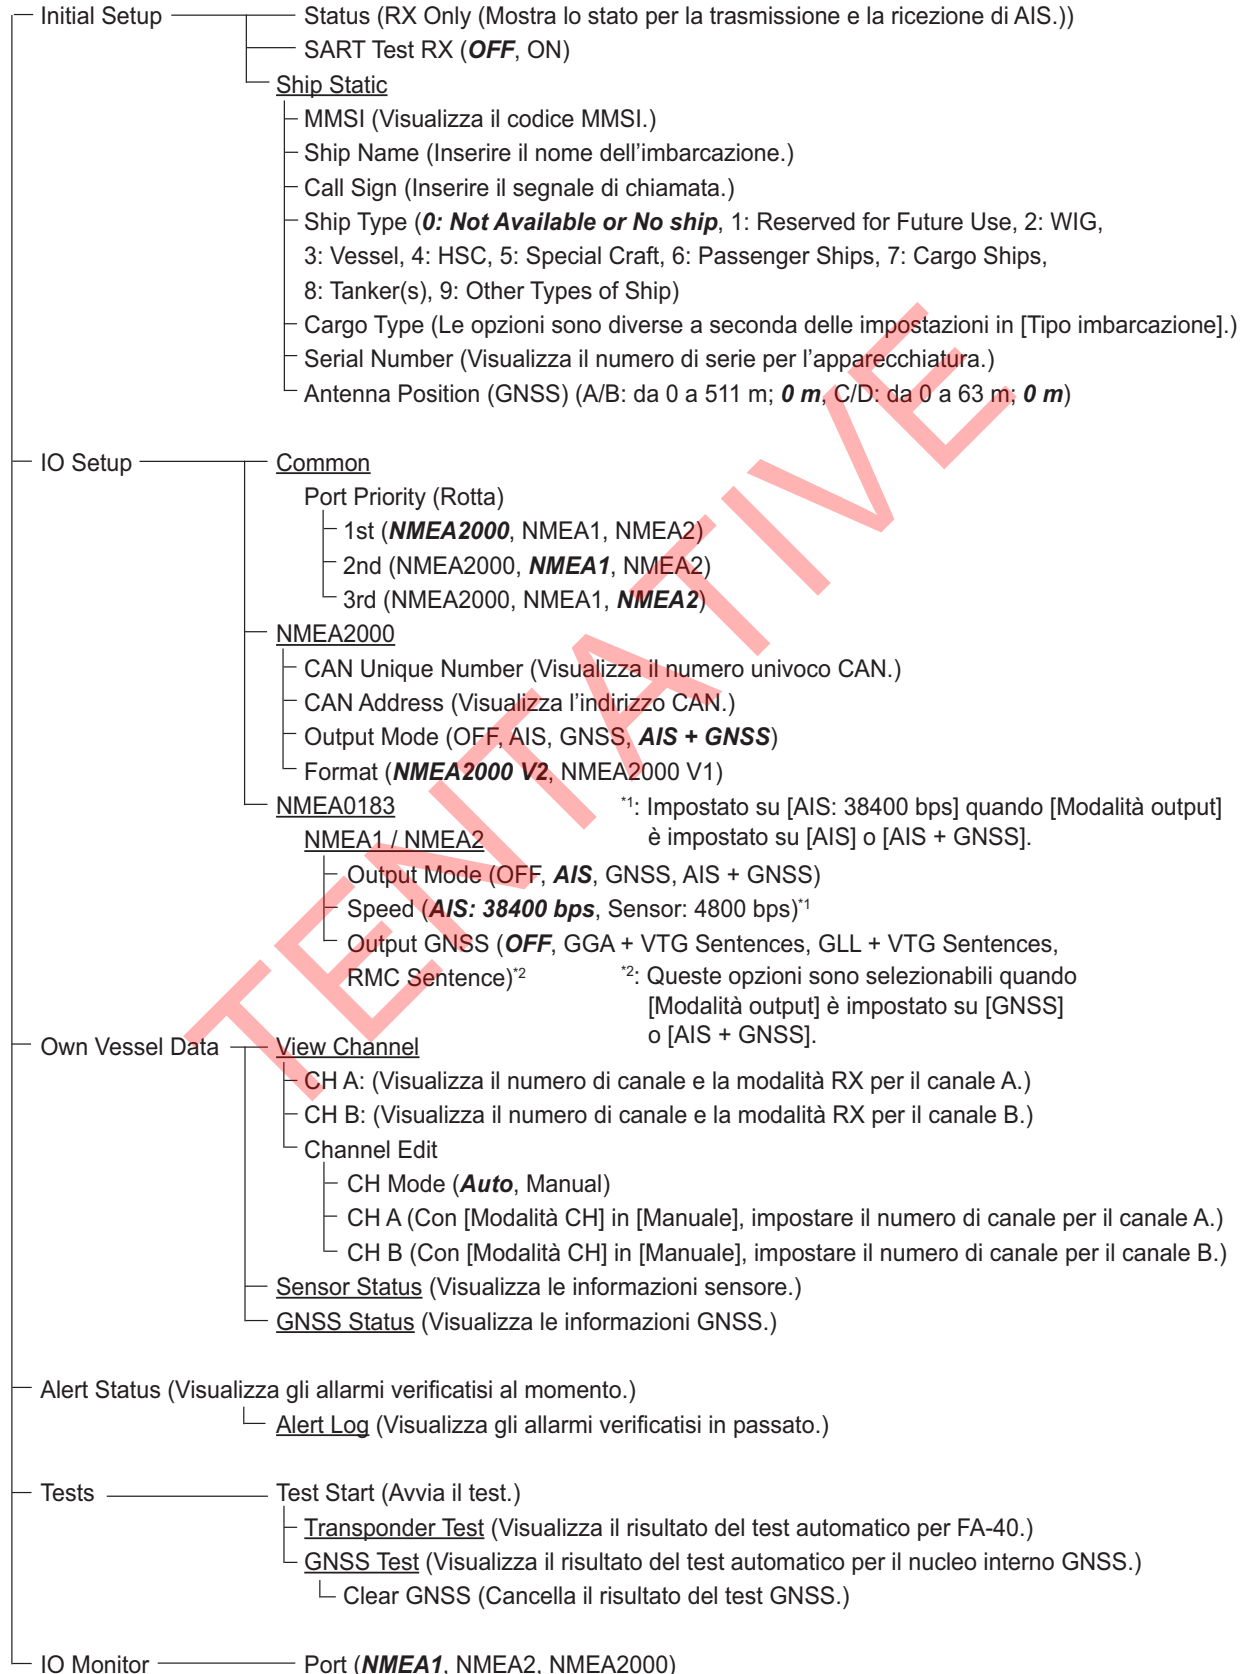 Initial Setup Status (RX Only (Mostra lo stato per la trasmissione e la ricezione di AIS.))
SART Test RX (OFF, ON)
Ship Static
MMSI (Visualizza il codice MMSI.)
Ship Name (Inserire il nome dell'imbarcazione.)
Call Sign (Inserire il segnale di chiamata.)
Ship Type (0: Not Available or No ship, 1: Reserved for Future Use, 2: WIG,
3: Vessel, 4: HSC, 5: Special Craft, 6: Passenger Ships, 7: Cargo Ships,
8: Tanker(s), 9: Other Types of Ship)
Cargo Type (Le opzioni sono diverse a seconda delle impostazioni in [Tipo imbarcazione].)
Serial Number (Visualizza il numero di serie per l'apparecchiatura.)
Antenna Position (GNSS) (A/B: da 0 a 511 m; 0 m, C/D: da 0 a 63 m; 0 m)
IO Setup Common
Port Priority (Rotta)
1st (NMEA2000, NMEA1, NMEA2)
2nd (NMEA2000, NMEA1, NMEA2)
3rd (NMEA2000, NMEA1, NMEA2)
NMEA2000
CAN Unique Number (Visualizza il numero univoco CAN.)
CAN Address (Visualizza l'indirizzo CAN.)
Output Mode (OFF, AIS, GNSS, AIS + GNSS)
Format (NMEA2000 V2, NMEA2000 V1)
NMEA0183
NMEA1 / NMEA2
Output Mode (OFF, AIS, GNSS, AIS + GNSS)
Speed (AIS: 38400 bps, Sensor: 4800 bps)*1
Output GNSS (OFF, GGA + VTG Sentences, GLL + VTG Sentences,
RMC Sentence)*2
*1: Impostato su [AIS: 38400 bps] quando [Modalità output]
è impostato su [AIS] o [AIS + GNSS].
*2: Queste opzioni sono selezionabili quando
[Modalità output] è impostato su [GNSS]
o [AIS + GNSS].
Own Vessel Data View Channel
CH A: (Visualizza il numero di canale e la modalità RX per il canale A.)
CH B: (Visualizza il numero di canale e la modalità RX per il canale B.)
Channel Edit
CH Mode (Auto, Manual)
CH A (Con [Modalità CH] in [Manuale], impostare il numero di canale per il canale A.)
CH B (Con [Modalità CH] in [Manuale], impostare il numero di canale per il canale B.)
Sensor Status (Visualizza le informazioni sensore.)
GNSS Status (Visualizza le informazioni GNSS.)
Alert Status (Visualizza gli allarmi verificatisi al momento.)
Alert Log (Visualizza gli allarmi verificatisi in passato.)
Tests Test Start (Avvia il test.)
Transponder Test (Visualizza il risultato del test automatico per FA-40.)
GNSS Test (Visualizza il risultato del test automatico per il nucleo interno GNSS.)
Clear GNSS (Cancella il risultato del test GNSS.)
IO Monitor Port (NMEA1, NMEA2, NMEA2000)
TENTATIVE